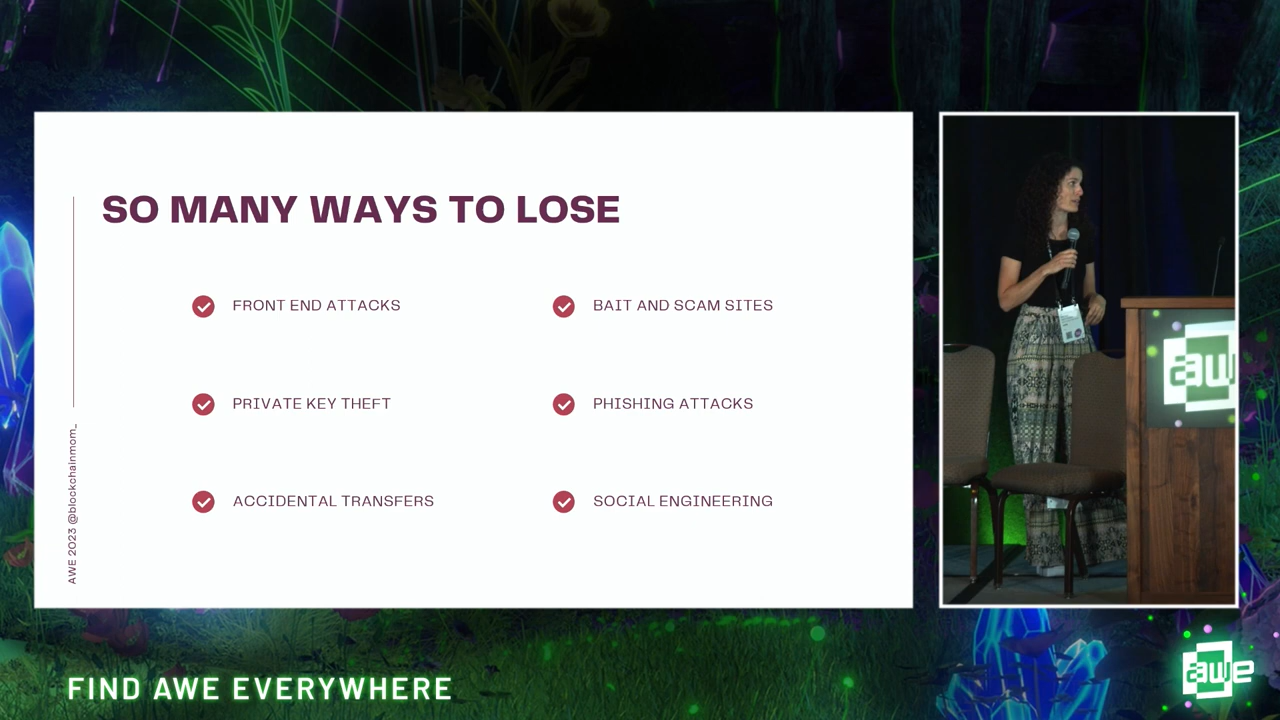 SO MANY WAYS TO LOSE
FRONT END ATTACKS
BAIT AND SCAM SITES
PRIVATE KEY THEFT
PHISHING ATTACKS
ACCIDENTAL TRANSFERS
SOCIAL ENGINEERING
AWE 2023 @blockchainmom_
awe
FIND AWE EVERYWHERE
awe